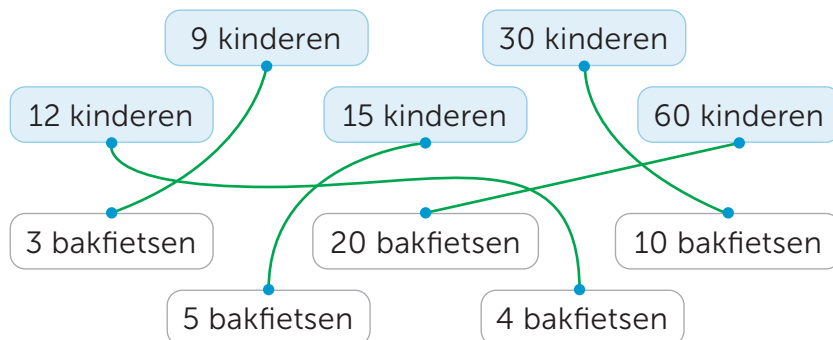 9 kinderen
30 kinderen
12 kinderen
15 kinderen
60 kinderen
3 bakfietsen
20 bakfietsen
10 bakfietsen
5 bakfietsen
4 bakfietsen